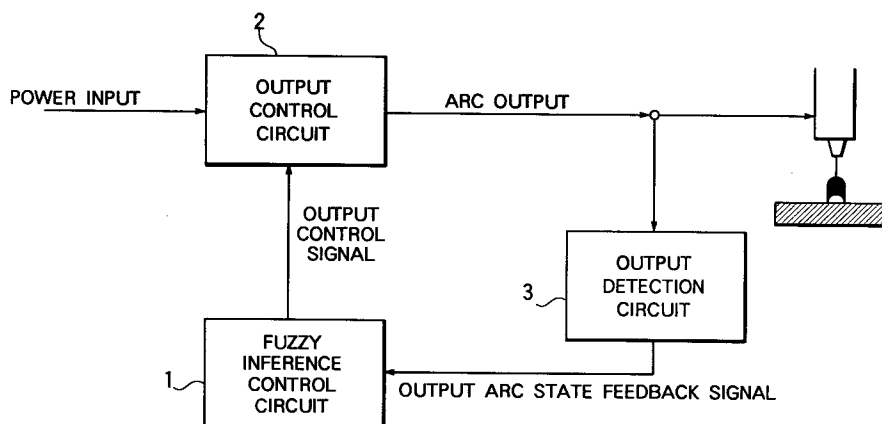 2
OUTPUT
CONTROL
CIRCUIT
POWER INPUT
ARC OUTPUT
OUTPUT
CONTROL
SIGNAL
3
OUTPUT
DETECTION
CIRCUIT
1
FUZZY
INFERENCE
CONTROL
CIRCUIT
OUTPUT ARC STATE FEEDBACK SIGNAL